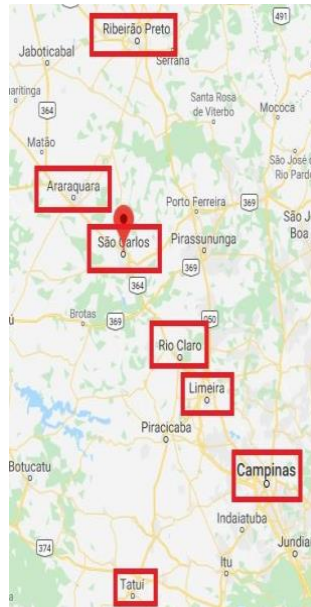 Ribeirão Preto
491
Jaboticabal
Serrana
aritinga
364
Santa Rosa
de Viterbo
Mococa
Matão
São José
Rio Pard
Araraquara
Porto Ferreira
369
São J
Boa
São Carlos
Pirassununga
369
364
Brotas
369
050
Rio Claro
Limeira
Piracicaba
Botucatu
Campinas
Indaiatuba
374
Jundia
Itu
Tatuí